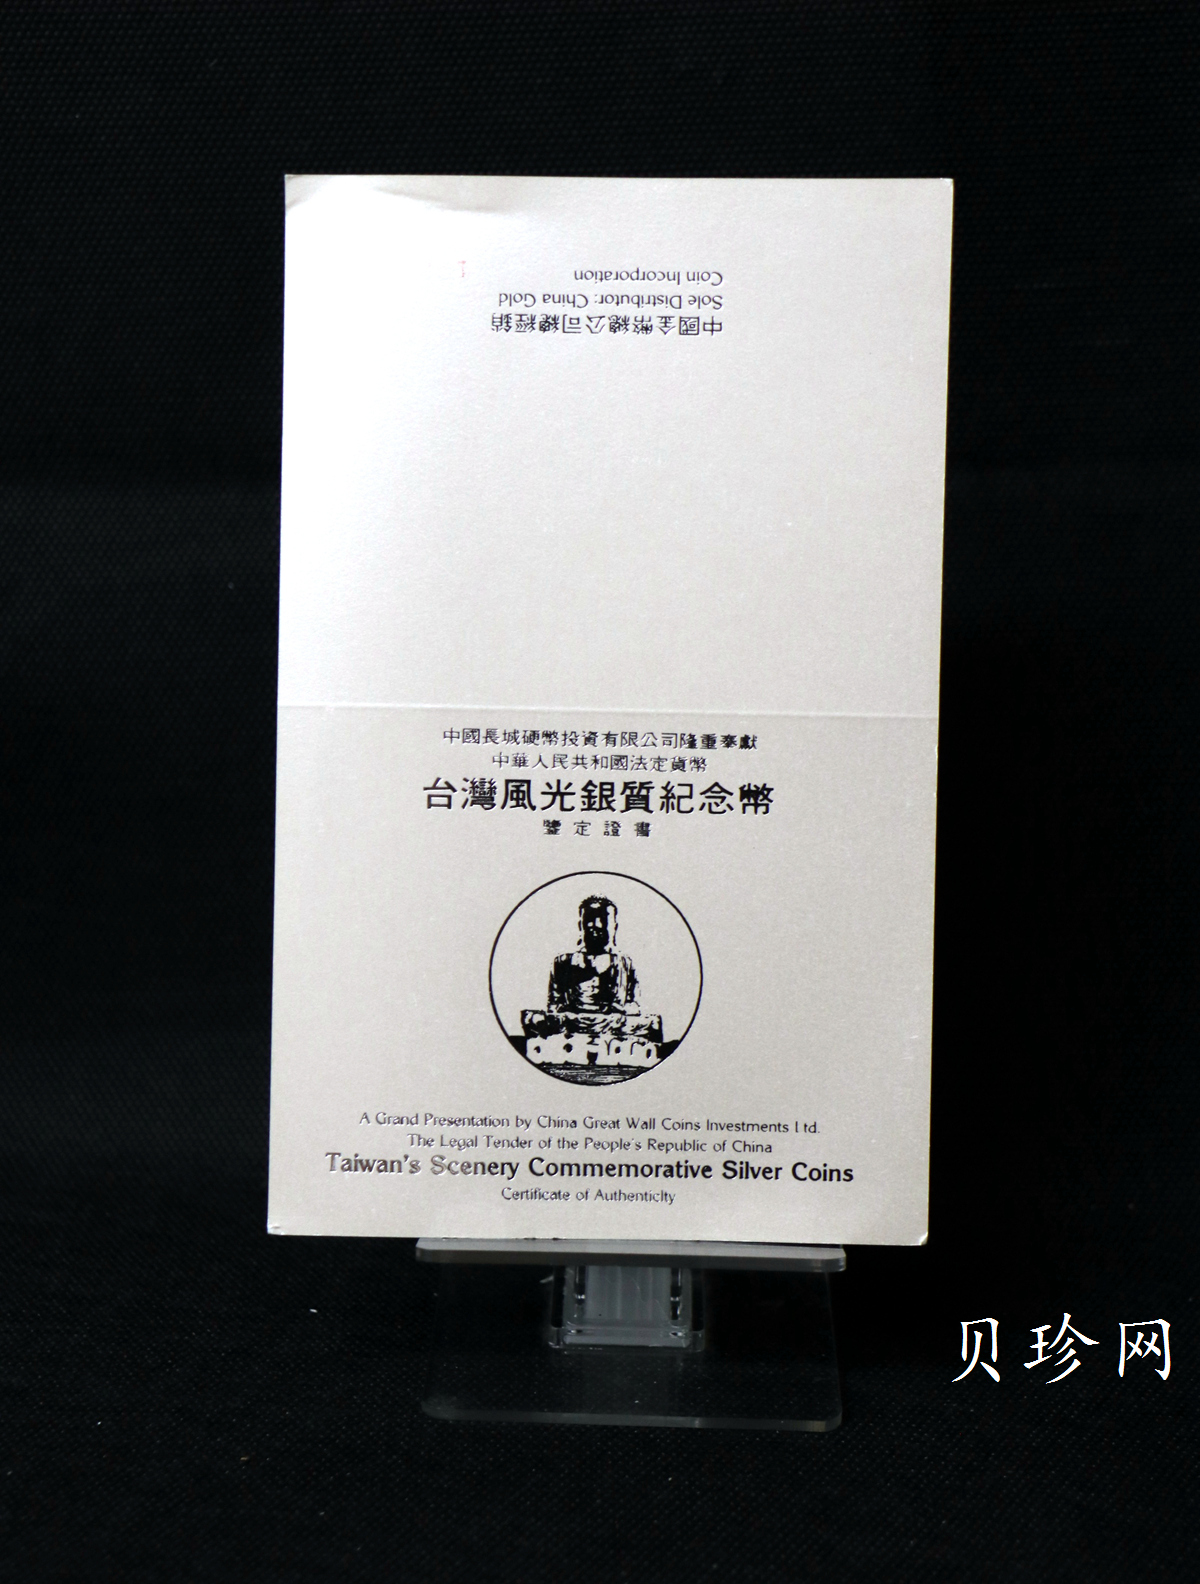 中國金幣總公司總經銷
Sole Distributor: China Gold
Coin Incorporation
中國長城硬幣投資有限公司隆重奉獻
中華人民共和國法定貨幣
台灣風光銀質紀念幣
鑒定證書
A Grand Presentation by China Great Wall Coins Investments Ltd.
The Legal Tender of the People's Republic of China
Taiwan's Scenery Commemorative Silver Coins
Certificate of Authenticity
贝珍网